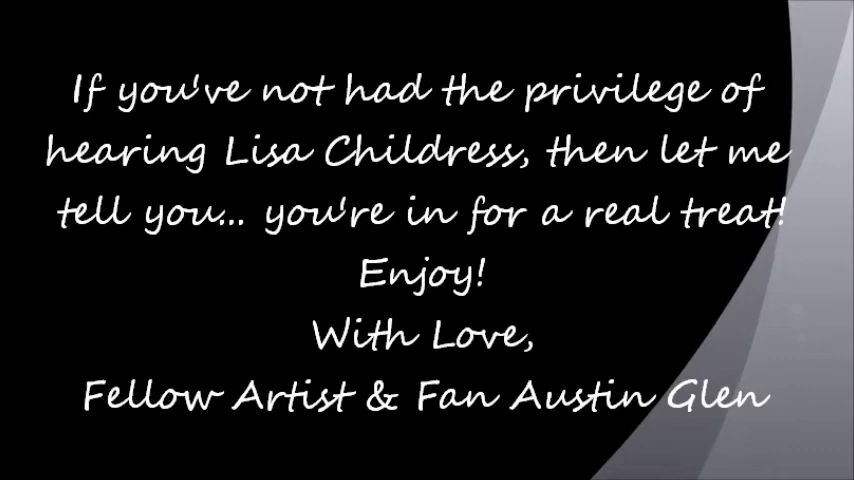 If you've not had the privilege of
hearing Lisa Childress, then let me
tell you... you're in for a real treat!
Enjoy!
With Love,
Fellow Artist & Fan Austin Glen